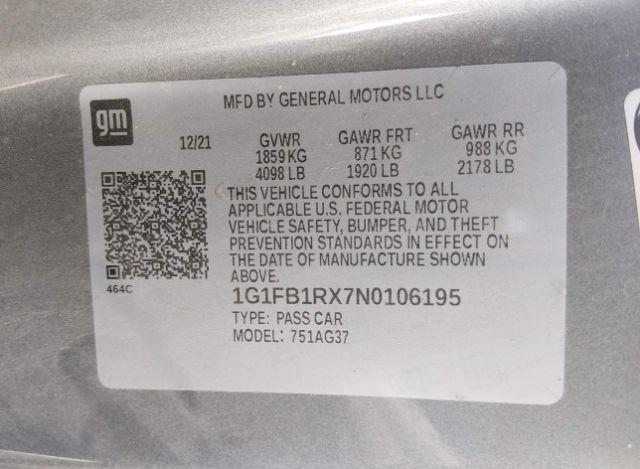 gm
MFD BY GENERAL MOTORS LLC
12/21 GVWR GAWR FRT GAWR RR
1859 KG 871 KG 988 KG
4098 LB 1920 LB 2178 LB
THIS VEHICLE CONFORMS TO ALL
APPLICABLE U.S. FEDERAL MOTOR
VEHICLE SAFETY, BUMPER, AND THEFT
PREVENTION STANDARDS IN EFFECT ON
THE DATE OF MANUFACTURE SHOWN
ABOVE.
464C
1G1FB1RX7N0106195
TYPE: PASS CAR
MODEL: 751AG37